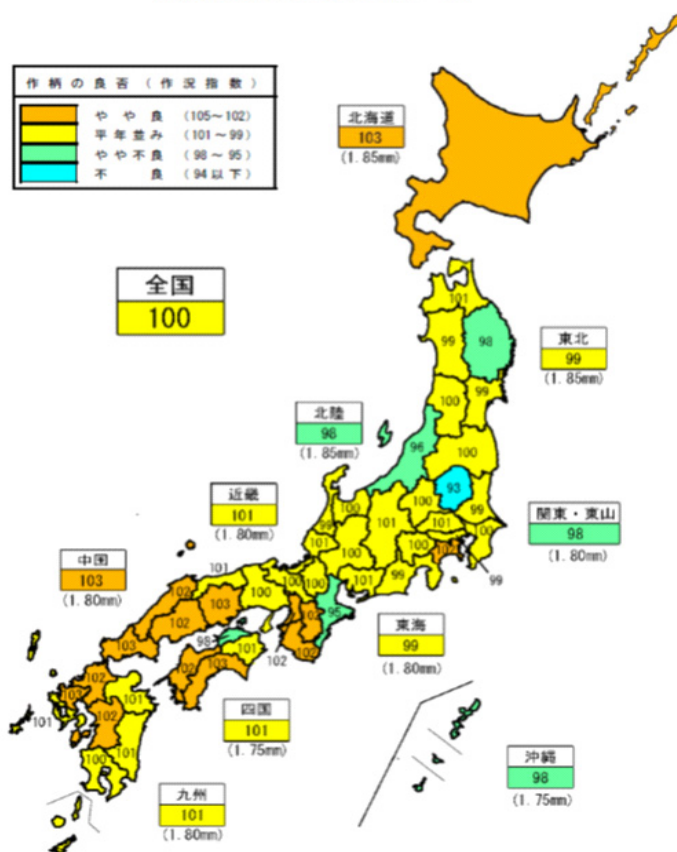 作柄の良否（作況指数）
やや良 （105～102）
平年並み （101～99）
やや不良 （98～95）
不良 （94以下）
北海道
103
(1.85mm)
全国
100
101
99
98
東北
99
(1.85mm)
100
99
北陸
98
(1.85mm)
96
100
93
近畿
101
(1.80mm)
99
100
101
100
99
101
関東・東山
98
(1.80mm)
101
100
100
102
100
99
中国
103
(1.80mm)
101
102
103
100
100
100
101
99
102
103
98
101
102
102
102
95
東海
99
(1.80mm)
102
103
102
103
101
102
101
101
100
四国
101
(1.75mm)
沖縄
98
(1.75mm)
九州
101
(1.80mm)